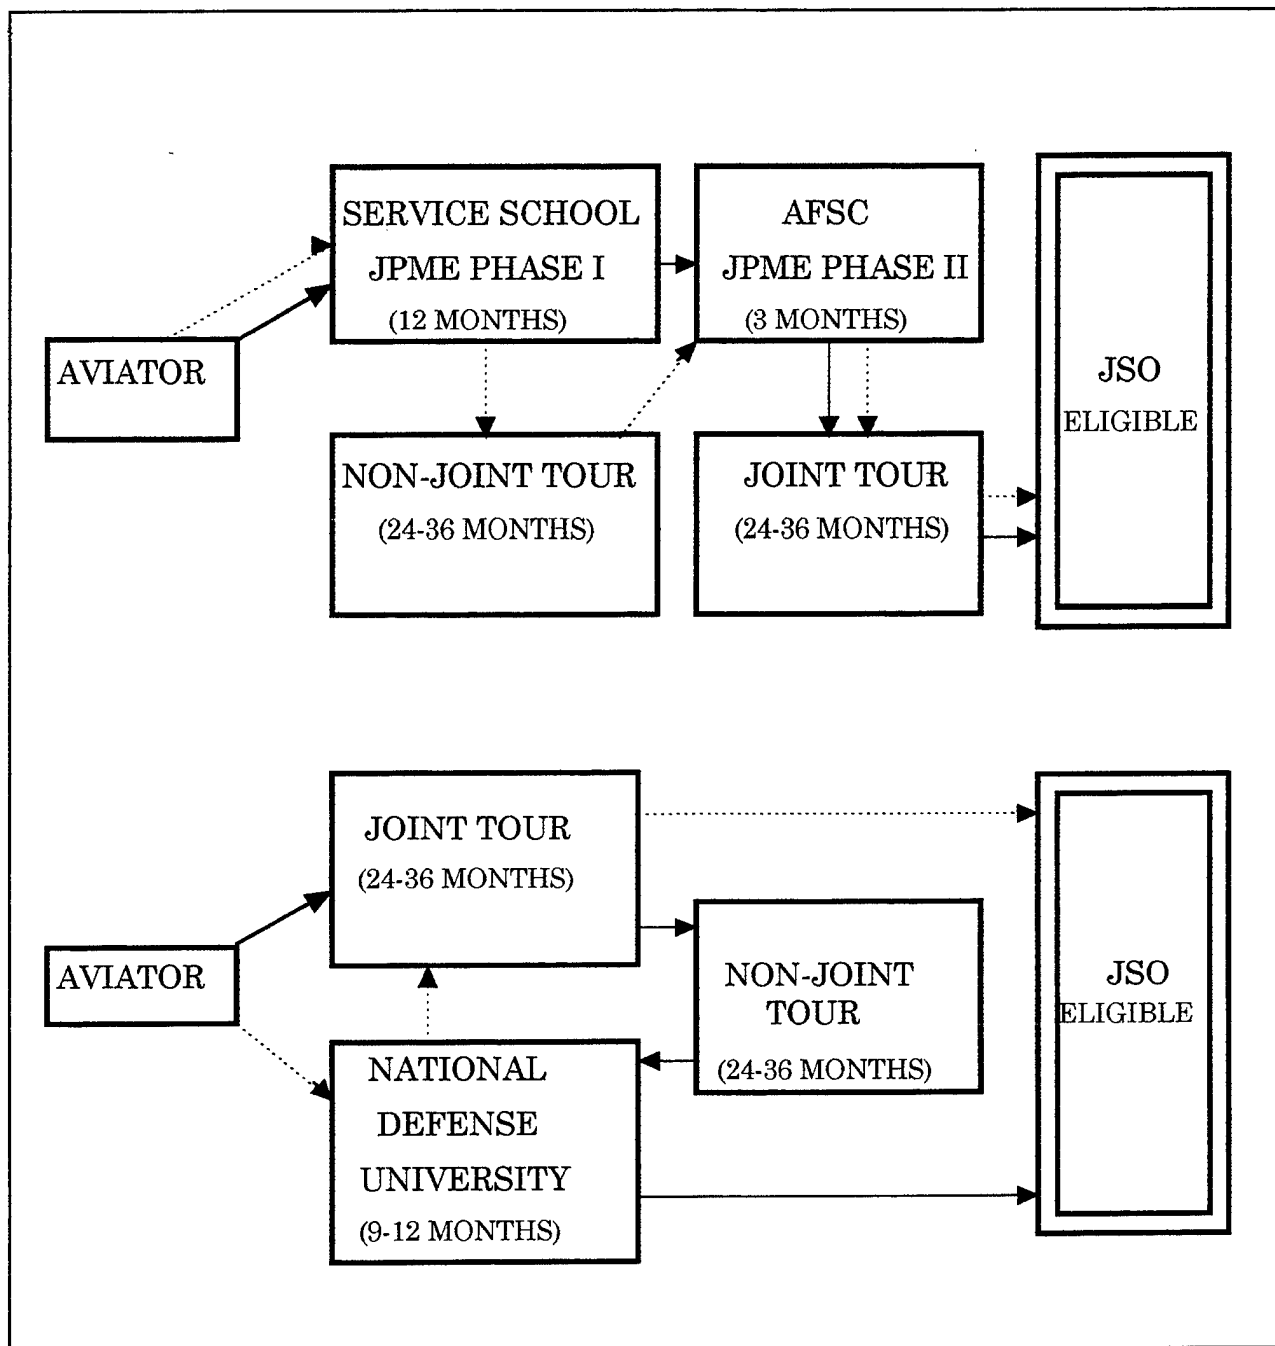 SERVICE SCHOOL
JPME PHASE I
(12 MONTHS)
AFSC
JPME PHASE II
(3 MONTHS)
AVIATOR
JSO
ELIGIBLE
NON-JOINT TOUR
(24-36 MONTHS)
JOINT TOUR
(24-36 MONTHS)
JOINT TOUR
(24-36 MONTHS)
AVIATOR
NON-JOINT
TOUR
(24-36 MONTHS)
JSO
ELIGIBLE
NATIONAL
DEFENSE
UNIVERSITY
(9-12 MONTHS)